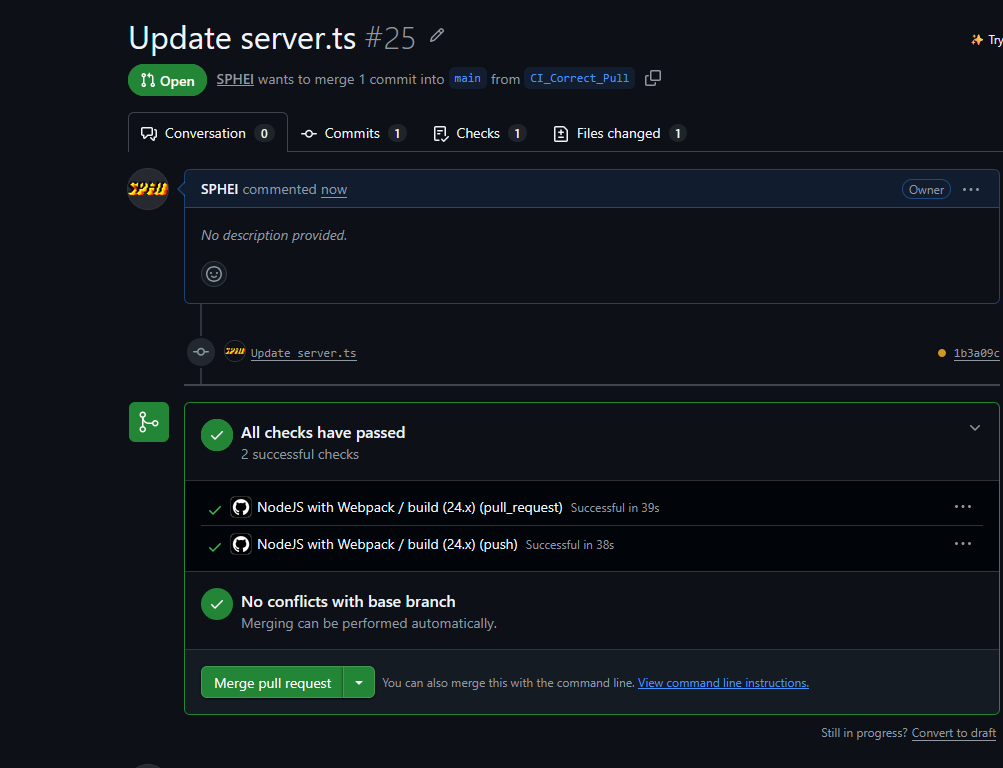 Update server.ts #25
Try
Open SPHEI wants to merge 1 commit into main from CI_Correct_Pull
Conversation 0 Commits 1 Checks 1 Files changed 1
SPHEI
SPHEI commented now Owner
No description provided.
SPHEI
Update server.ts 1b3a09c
All checks have passed
2 successful checks
NodeJS with Webpack / build (24.x) (pull_request) Successful in 39s
NodeJS with Webpack / build (24.x) (push) Successful in 38s
No conflicts with base branch
Merging can be performed automatically.
Merge pull request You can also merge this with the command line. View command line instructions.
Still in progress? Convert to draft